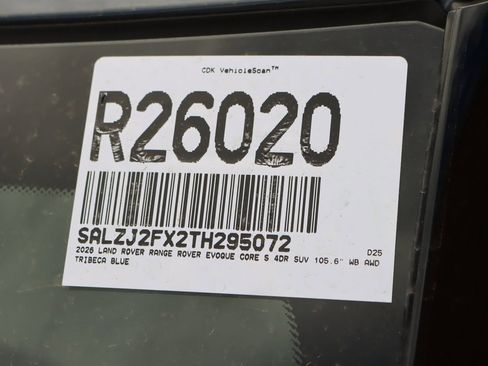 CDK VehicleScan™
R26020
SALZJ2FX2TH295072
D25
2026 LAND ROVER RANGE ROVER EVOQUE CORE S 4DR SUV 105.6" WB AWD
TRIBECA BLUE